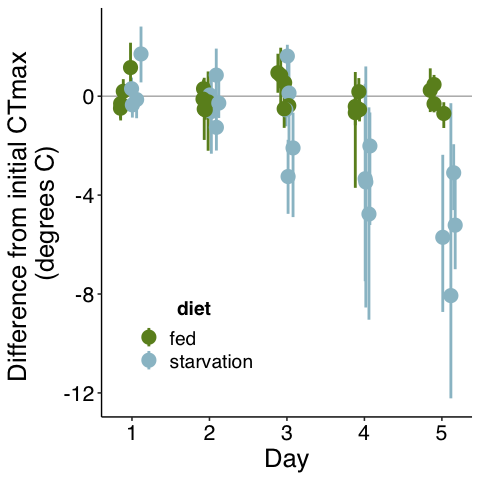 Difference from initial CTmax
(degrees C)
0
-4
-8
-12
diet
fed
starvation
1 2 3 4 5
Day